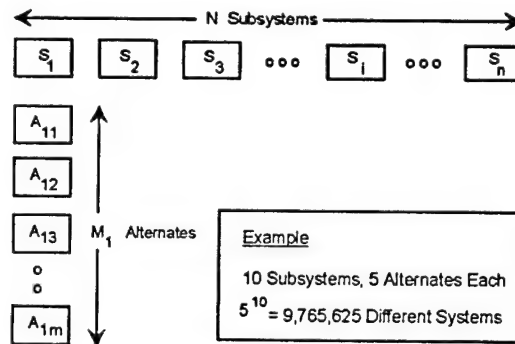 N Subsystems
S1 S2 S3 ooo Si ooo Sn
A11
A12
A13
M1 Alternates
A1m
Example
10 Subsystems, 5 Alternates Each
5^10 = 9,765,625 Different Systems